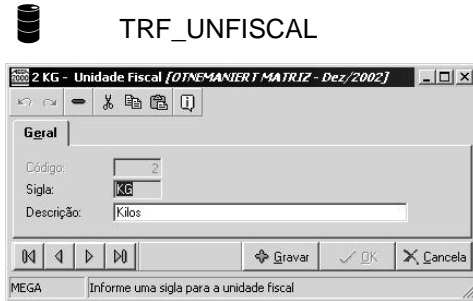 TRF_UNFISCAL
2 KG - Unidade Fiscal [OTNEMANIERT MATRIZ - Dez/2002]
Geral
Código: 2
Sigla: KG
Descrição: Kilos
Gravar OK Cancela
MEGA Informe uma sigla para a unidade fiscal